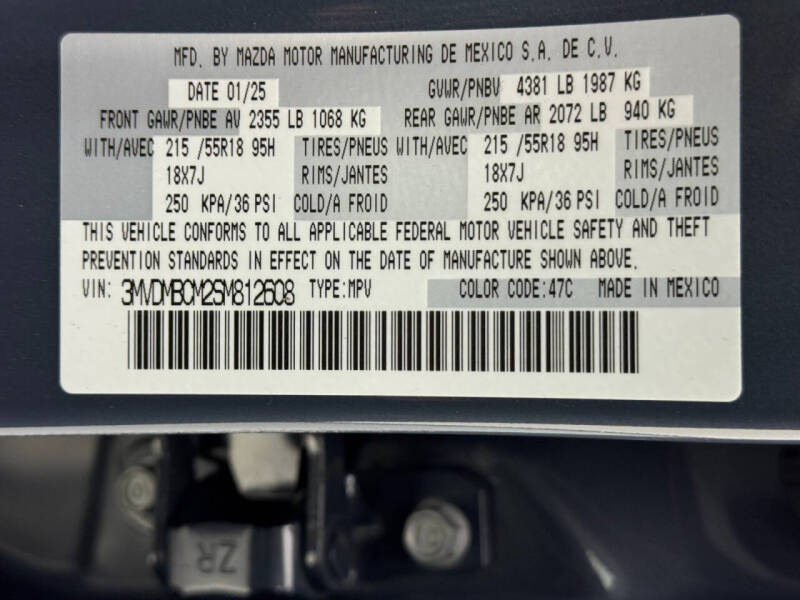 MFD. BY MAZDA MOTOR MANUFACTURING DE MEXICO S.A. DE C.V.
DATE 01/25 GVWR/PNBV 4381 LB 1987 KG
FRONT GAWR/PNBE AV 2355 LB 1068 KG REAR GAWR/PNBE AR 2072 LB 940 KG
WITH/AVEC 215 /55R18 95H TIRES/PNEUS WITH/AVEC 215 /55R18 95H TIRES/PNEUS
18X7J RIMS/JANTES 18X7J RIMS/JANTES
250 KPA/36 PSI COLD/A FROID 250 KPA/36 PSI COLD/A FROID
THIS VEHICLE CONFORMS TO ALL APPLICABLE FEDERAL MOTOR VEHICLE SAFETY AND THEFT
PREVENTION STANDARDS IN EFFECT ON THE DATE OF MANUFACTURE SHOWN ABOVE.
VIN: 3MVDMBCM2SM812608 TYPE:MPV COLOR CODE:47C MADE IN MEXICO
ZR